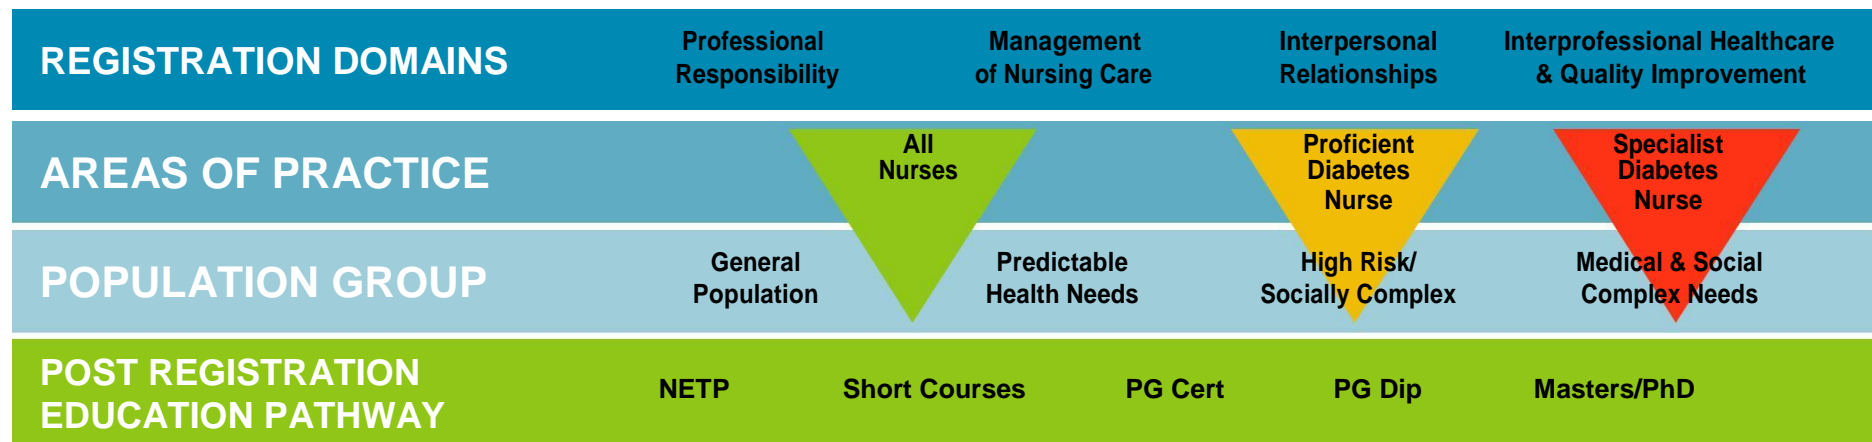 REGISTRATION DOMAINS
Professional
Responsibility
Management
of Nursing Care
Interpersonal
Relationships
Interprofessional Healthcare
& Quality Improvement
AREAS OF PRACTICE
All
Nurses
Proficient
Diabetes
Nurse
Specialist
Diabetes
Nurse
POPULATION GROUP
General
Population
Predictable
Health Needs
High Risk/
Socially Complex
Medical & Social
Complex Needs
POST REGISTRATION
EDUCATION PATHWAY
NETP
Short Courses
PG Cert
PG Dip
Masters/PhD